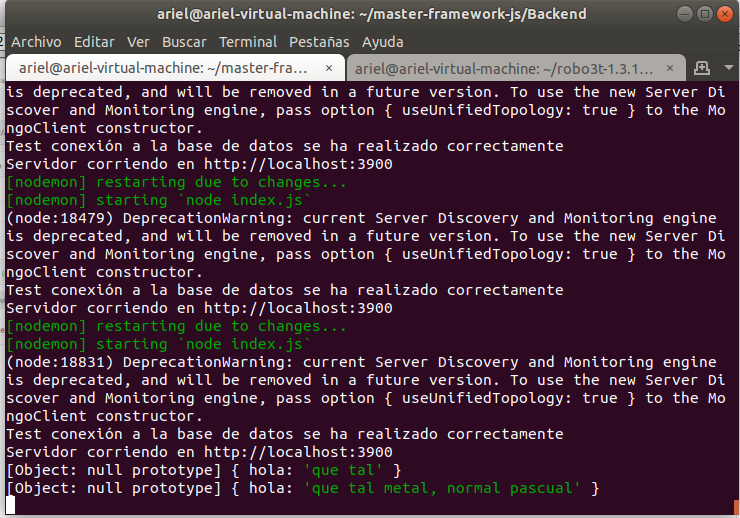 ariel@ariel-virtual-machine: ~/master-framework-js/Backend
Archivo Editar Ver Buscar Terminal Pestañas Ayuda
ariel@ariel-virtual-machine: ~/master-fra… × ariel@ariel-virtual-machine: ~/robo3t-1.3.1… ×
is deprecated, and will be removed in a future version. To use the new Server Di
scover and Monitoring engine, pass option { useUnifiedTopology: true } to the Mo
ngoClient constructor.
Test conexión a la base de datos se ha realizado correctamente
Servidor corriendo en http://localhost:3900
[nodemon] restarting due to changes...
[nodemon] starting `node index.js`
(node:18479) DeprecationWarning: current Server Discovery and Monitoring engine
is deprecated, and will be removed in a future version. To use the new Server Di
scover and Monitoring engine, pass option { useUnifiedTopology: true } to the Mo
ngoClient constructor.
Test conexión a la base de datos se ha realizado correctamente
Servidor corriendo en http://localhost:3900
[nodemon] restarting due to changes...
[nodemon] starting `node index.js`
(node:18831) DeprecationWarning: current Server Discovery and Monitoring engine
is deprecated, and will be removed in a future version. To use the new Server Di
scover and Monitoring engine, pass option { useUnifiedTopology: true } to the Mo
ngoClient constructor.
Test conexión a la base de datos se ha realizado correctamente
Servidor corriendo en http://localhost:3900
[Object: null prototype] { hola: 'que tal' }
[Object: null prototype] { hola: 'que tal metal, normal pascual' }